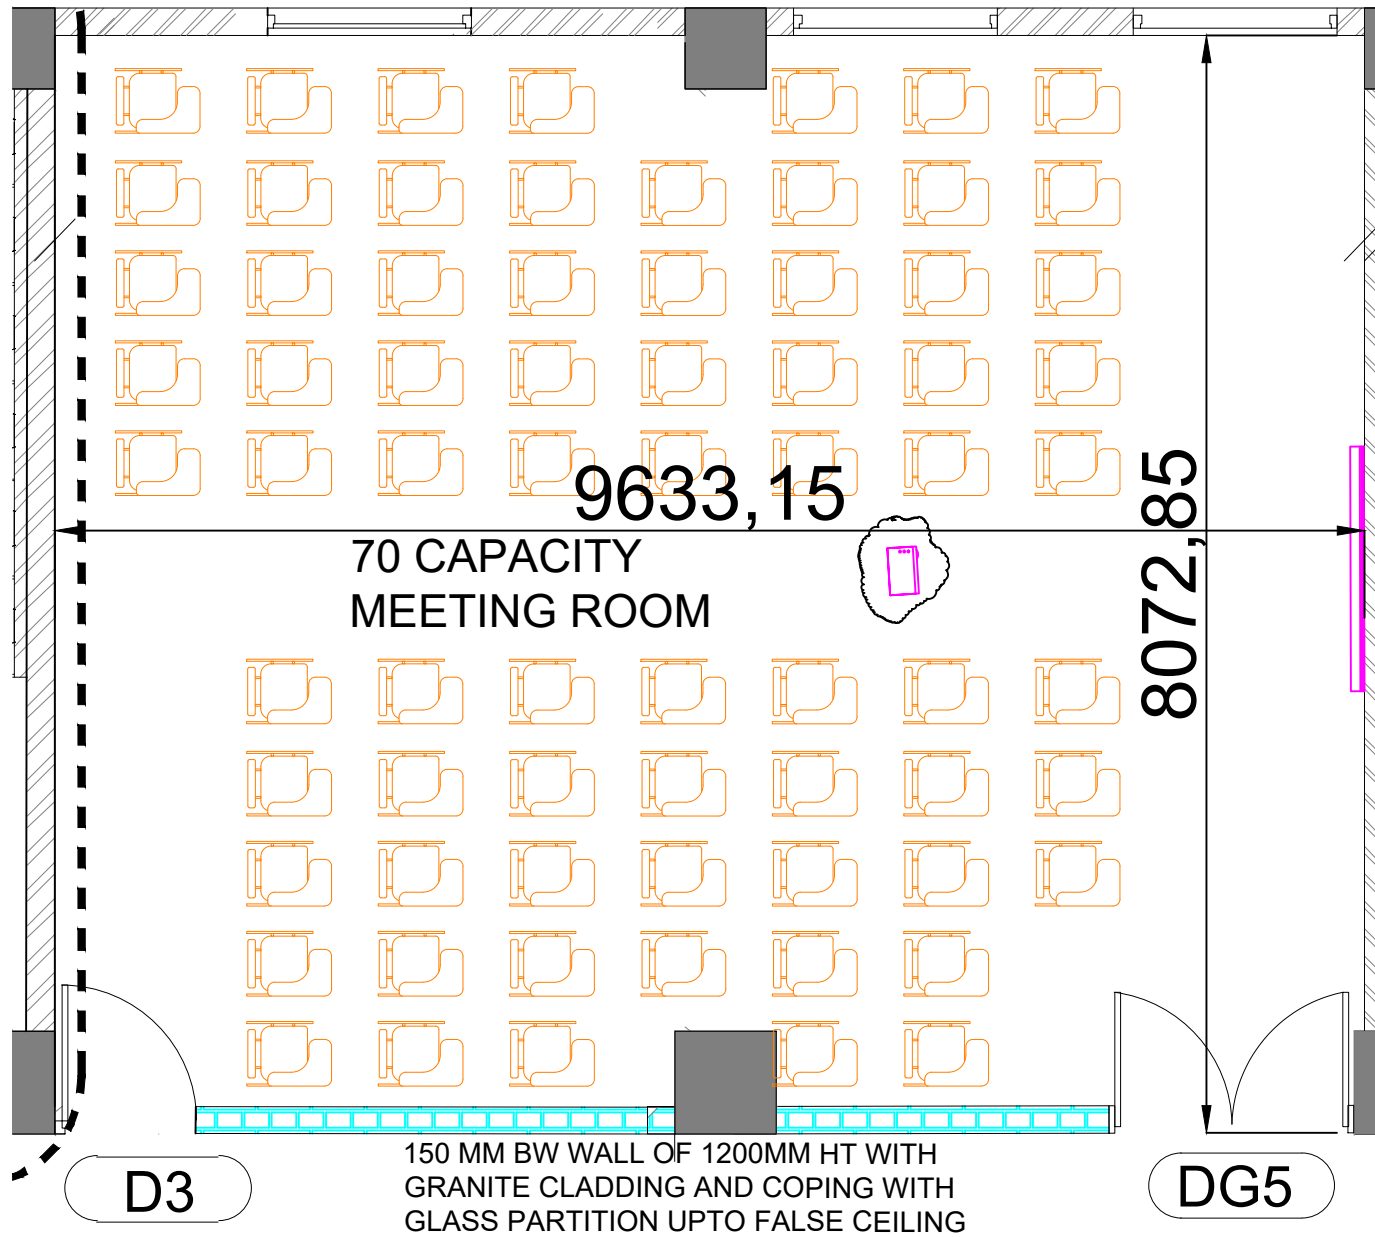 9633,15
8072,85
70 CAPACITY
MEETING ROOM
150 MM BW WALL OF 1200MM HT WITH
GRANITE CLADDING AND COPING WITH
GLASS PARTITION UPTO FALSE CEILING
D3
DG5